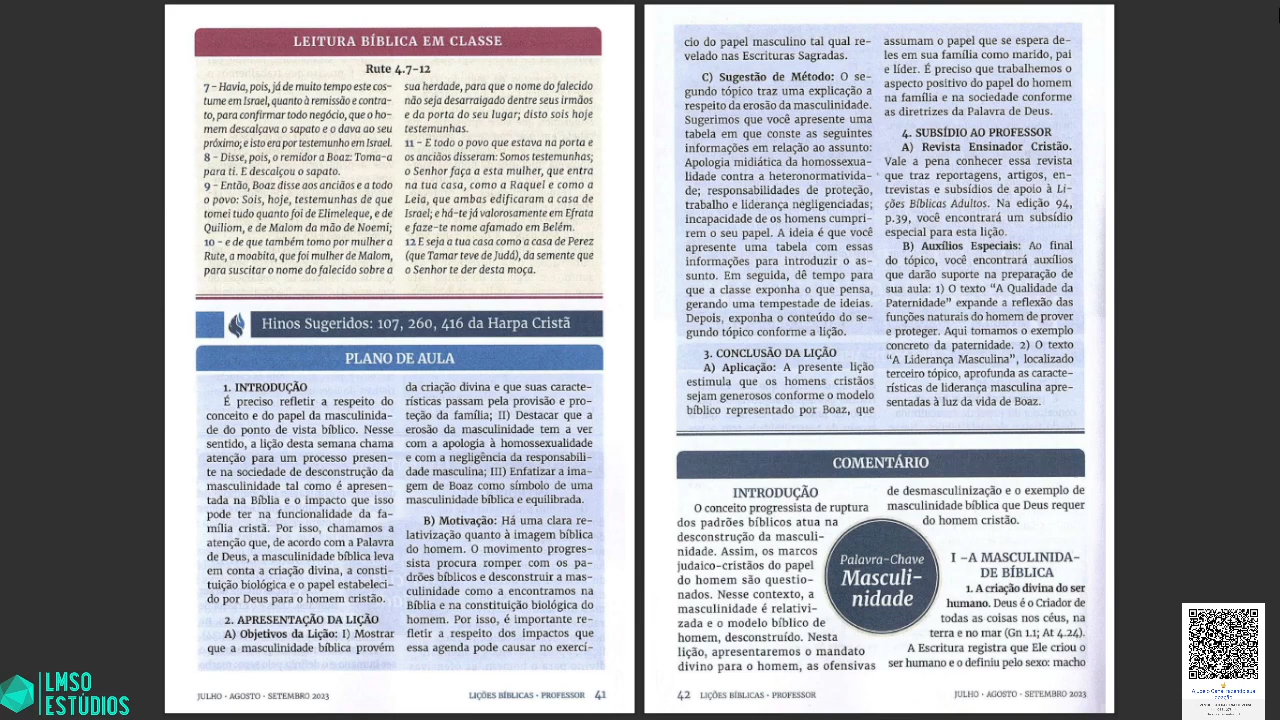 LEITURA BÍBLICA EM CLASSE
Rute 4.7-12
7 - Havia, pois, já de muito tempo este cos-
tume em Israel, quanto à remissão e contra-
to, para confirmar todo negócio, que o ho-
mem descalçava o sapato e o dava ao seu
próximo; e isto era por testemunho em Israel.
8 - Disse, pois, o remidor a Boaz: Toma-a
para ti. E descalçou o sapato.
9 - Então, Boaz disse aos anciãos e a todo
o povo: Sois, hoje, testemunhas de que
tomei tudo quanto foi de Elimeleque, e de
Quiliom, e de Malom da mão de Noemi;
10 - e de que também tomo por mulher a
Rute, a moabita, que foi mulher de Malom,
para suscitar o nome do falecido sobre a
sua herdade, para que o nome do falecido
não seja desarraigado dentre seus irmãos
e da porta do seu lugar; disto sois hoje
testemunhas.
11 - E todo o povo que estava na porta e
os anciãos disseram: Somos testemunhas;
o Senhor faça a esta mulher, que entra
na tua casa, como a Raquel e como a
Leia, que ambas edificaram a casa de
Israel; e há-te já valorosamente em Efrata
e faze-te nome afamado em Belém.
12 E seja a tua casa como a casa de Perez
(que Tamar teve de Judá), da semente que
o Senhor te der desta moça.
Hinos Sugeridos: 107, 260, 416 da Harpa Cristã
PLANO DE AULA
1. INTRODUÇÃO
É preciso refletir a respeito do
conceito e do papel da masculinida-
de do ponto de vista bíblico. Nesse
sentido, a lição desta semana chama
atenção para um processo presen-
te na sociedade de desconstrução da
masculinidade tal como é apresen-
tada na Bíblia e o impacto que isso
pode ter na funcionalidade da fa-
mília cristã. Por isso, chamamos a
atenção que, de acordo com a Palavra
de Deus, a masculinidade bíblica leva
em conta a criação divina, a consti-
tuição biológica e o papel estabeleci-
do por Deus para o homem cristão.
2. APRESENTAÇÃO DA LIÇÃO
A) Objetivos da Lição: I) Mostrar
que a masculinidade bíblica provém
da criação divina e que suas caracte-
rísticas passam pela provisão e pro-
teção da família; II) Destacar que a
erosão da masculinidade tem a ver
com a apologia à homossexualidade
e com a negligência da responsabili-
dade masculina; III) Enfatizar a ima-
gem de Boaz como símbolo de uma
masculinidade bíblica e equilibrada.
B) Motivação: Há uma clara re-
lativização quanto à imagem bíblica
do homem. O movimento progres-
sista procura romper com os pa-
drões bíblicos e desconstruir a mas-
culinidade como a encontramos na
Bíblia e na constituição biológica do
homem. Por isso, é importante re-
fletir a respeito dos impactos que
essa agenda pode causar no exercí-
JULHO · AGOSTO · SETEMBRO 2023
LIÇÕES BÍBLICAS · PROFESSOR 41
cio do papel masculino tal qual re-
velado nas Escrituras Sagradas.
C) Sugestão de Método: O se-
gundo tópico traz uma explicação a
respeito da erosão da masculinidade.
Sugerimos que você apresente uma
tabela em que conste as seguintes
informações em relação ao assunto:
Apologia midiática da homossexua-
lidade contra a heteronormativida-
de; responsabilidades de proteção,
trabalho e liderança negligenciadas;
incapacidade de os homens cumpri-
rem o seu papel. A ideia é que você
apresente uma tabela com essas
informações para introduzir o as-
sunto. Em seguida, dê tempo para
que a classe exponha o que pensa,
gerando uma tempestade de ideias.
Depois, exponha o conteúdo do se-
gundo tópico conforme a lição.
3. CONCLUSÃO DA LIÇÃO
A) Aplicação: A presente lição
estimula que os homens cristãos
sejam generosos conforme o modelo
bíblico representado por Boaz, que
assumam o papel que se espera de-
les em sua família como marido, pai
e líder. É preciso que trabalhemos o
aspecto positivo do papel do homem
na família e na sociedade conforme
as diretrizes da Palavra de Deus.
4. SUBSÍDIO AO PROFESSOR
A) Revista Ensinador Cristão.
Vale a pena conhecer essa revista
que traz reportagens, artigos, en-
trevistas e subsídios de apoio à Li-
ções Bíblicas Adultos. Na edição 94,
p.39, você encontrará um subsídio
especial para esta lição.
B) Auxílios Especiais: Ao final
do tópico, você encontrará auxílios
que darão suporte na preparação de
sua aula: 1) O texto “A Qualidade da
Paternidade” expande a reflexão das
funções naturais do homem de prover
e proteger. Aqui tomamos o exemplo
concreto da paternidade. 2) O texto
“A Liderança Masculina”, localizado
terceiro tópico, aprofunda as caracte-
rísticas de liderança masculina apre-
sentadas à luz da vida de Boaz.
COMENTÁRIO
INTRODUÇÃO
O conceito progressista de ruptura
dos padrões bíblicos atua na
desconstrução da masculi-
nidade. Assim, os marcos
judaico-cristãos do papel
do homem são questio-
nados. Nesse contexto, a
masculinidade é relativi-
zada e o modelo bíblico de
homem, desconstruído. Nesta
lição, apresentaremos o mandato
divino para o homem, as ofensivas
Palavra-Chave
Masculi-
nidade
de desmasculinização e o exemplo de
masculinidade bíblica que Deus requer
do homem cristão.
I -A MASCULINIDA-
DE BÍBLICA
1. A criação divina do ser
humano. Deus é o Criador de
todas as coisas nos céus, na
terra e no mar (Gn 1.1; At 4.24).
A Escritura registra que Ele criou o
ser humano e o definiu pelo sexo: macho
42 LIÇÕES BÍBLICAS · PROFESSOR
JULHO · AGOSTO · SETEMBRO 2023
LMSO
ESTÚDIOS